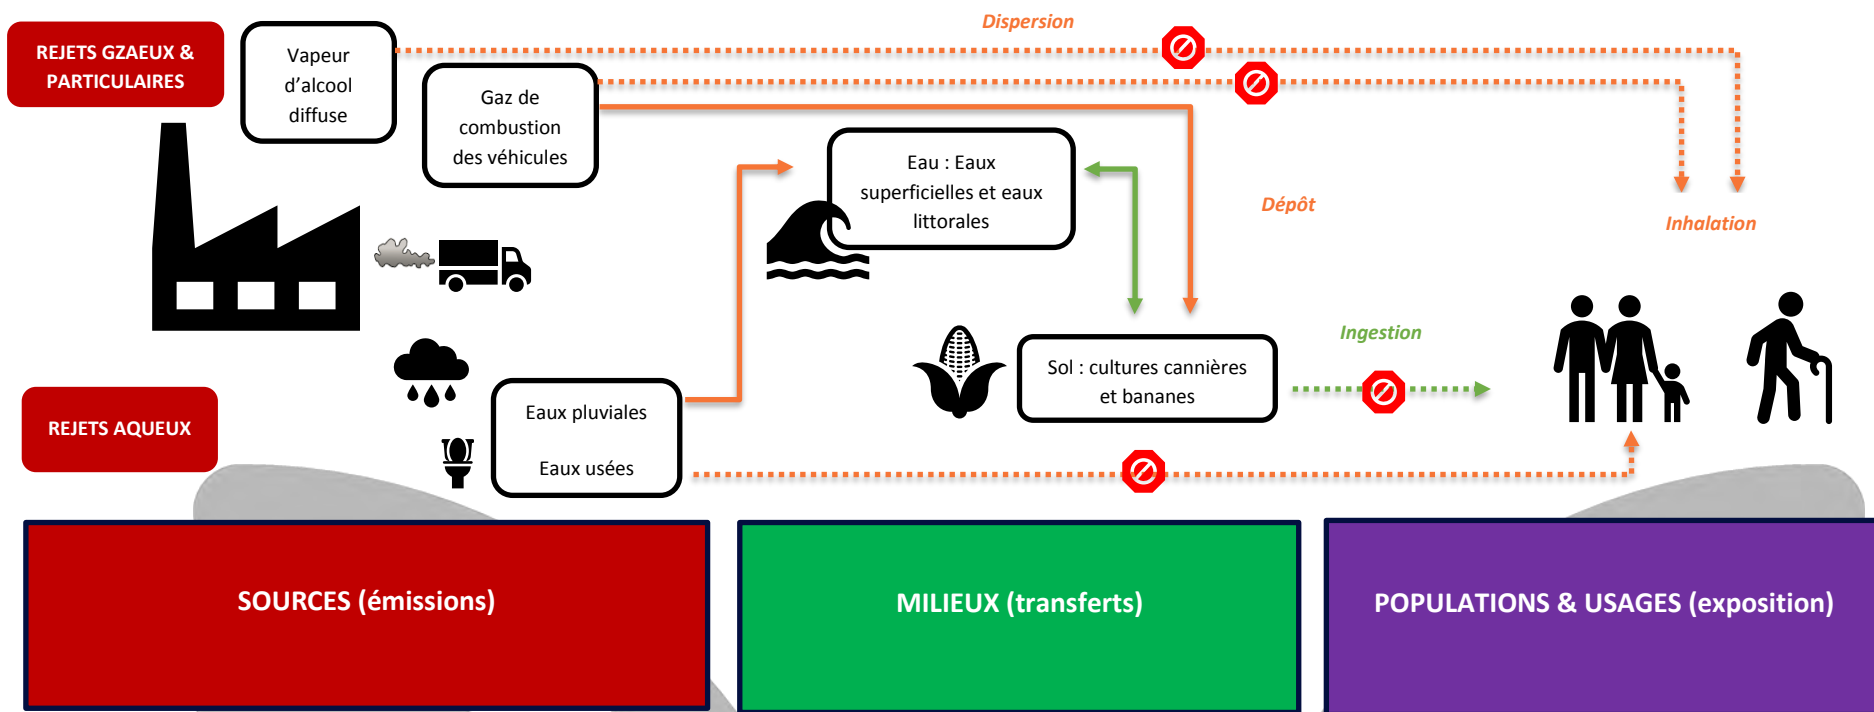 Dispersion
REJETS GZAEUX &
PARTICULAIRES
Vapeur
d’alcool
diffuse
Gaz de
combustion
des véhicules
Eau : Eaux
superficielles et eaux
littorales
Dépôt
Inhalation
Ingestion
Sol : cultures cannières
et bananes
REJETS AQUEUX
Eaux pluviales
Eaux usées
SOURCES (émissions)
MILIEUX (transferts)
POPULATIONS & USAGES (exposition)